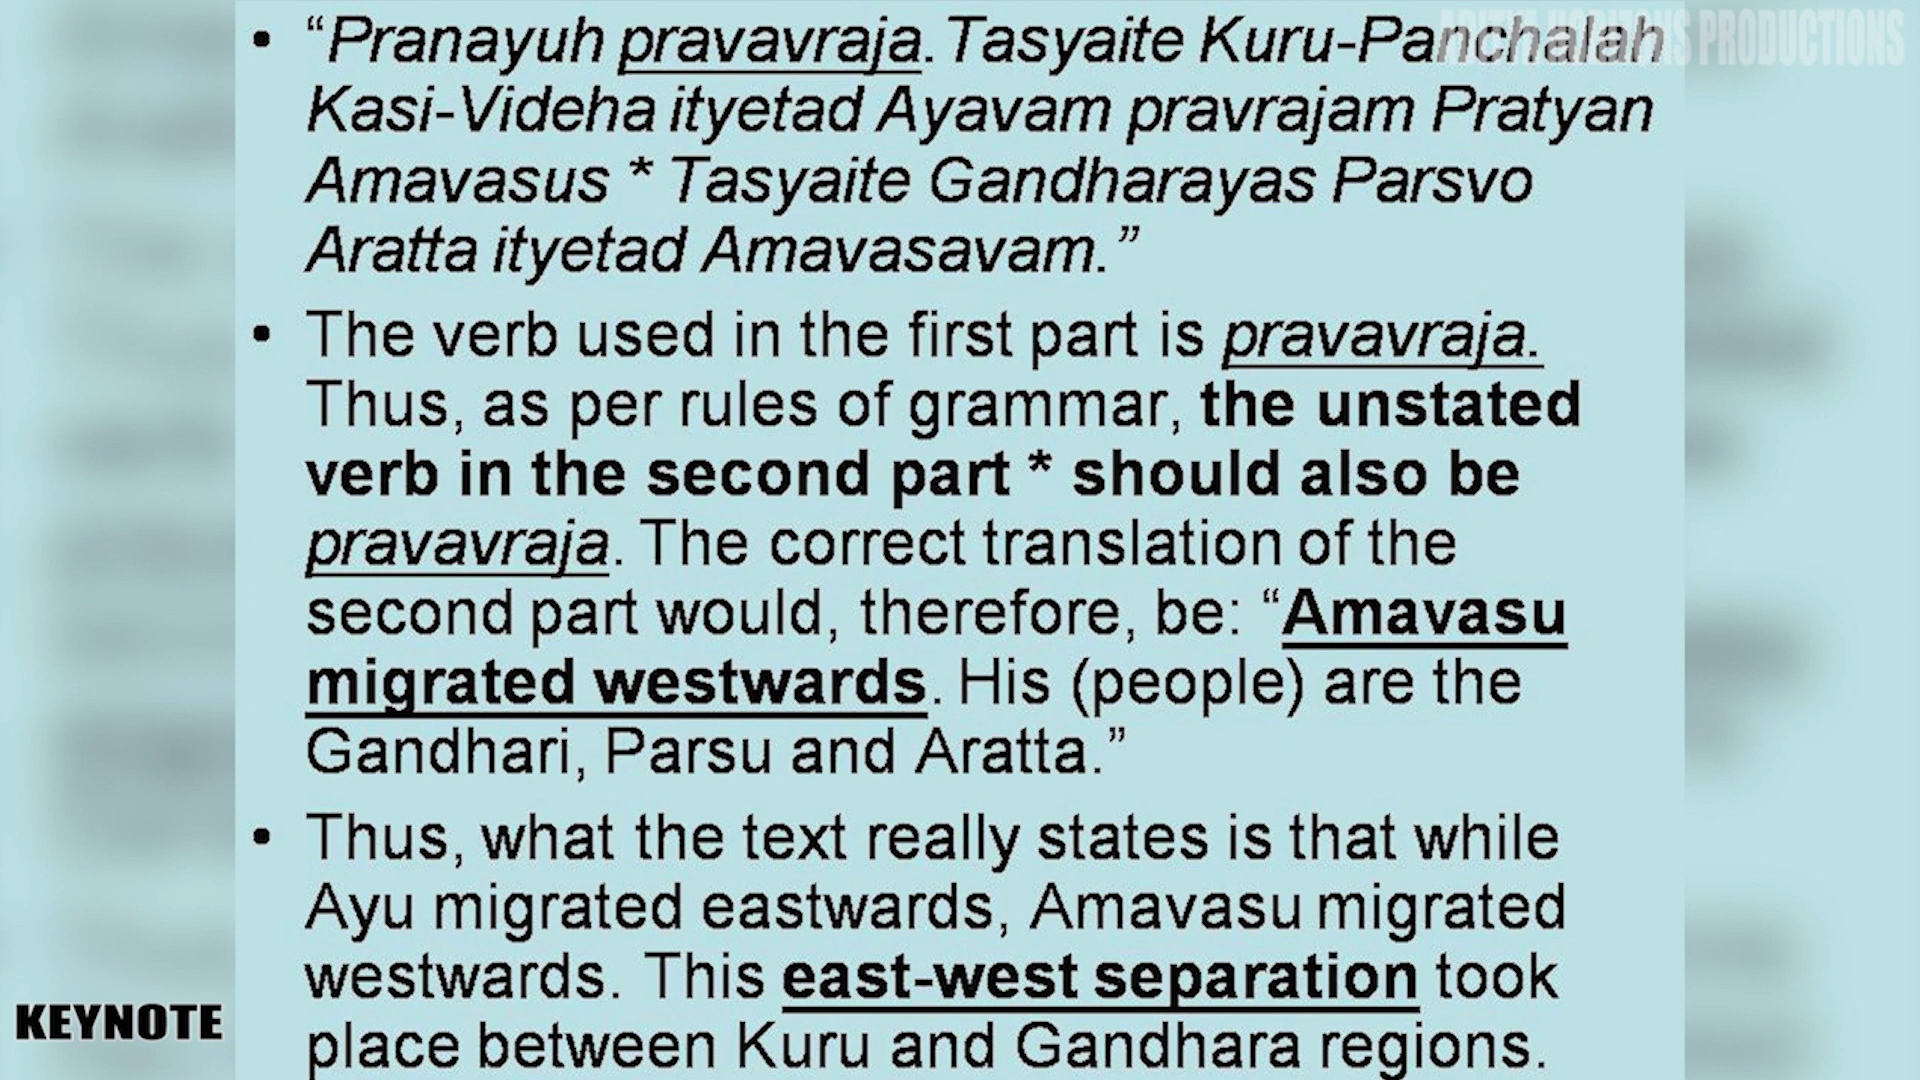 ADITYA HORIZONS PRODUCTIONS
• “Pranayuh pravavraja. Tasyaite Kuru-Panchalah
Kasi-Videha ityetad Ayavam pravrajam Pratyan
Amavasus * Tasyaite Gandharayas Parsvo
Aratta ityetad Amavasavam.”
• The verb used in the first part is pravavraja.
Thus, as per rules of grammar, the unstated
verb in the second part * should also be
pravavraja. The correct translation of the
second part would, therefore, be: “Amavasu
migrated westwards. His (people) are the
Gandhari, Parsu and Aratta.”
• Thus, what the text really states is that while
Ayu migrated eastwards, Amavasu migrated
westwards. This east-west separation took
place between Kuru and Gandhara regions.
KEYNOTE